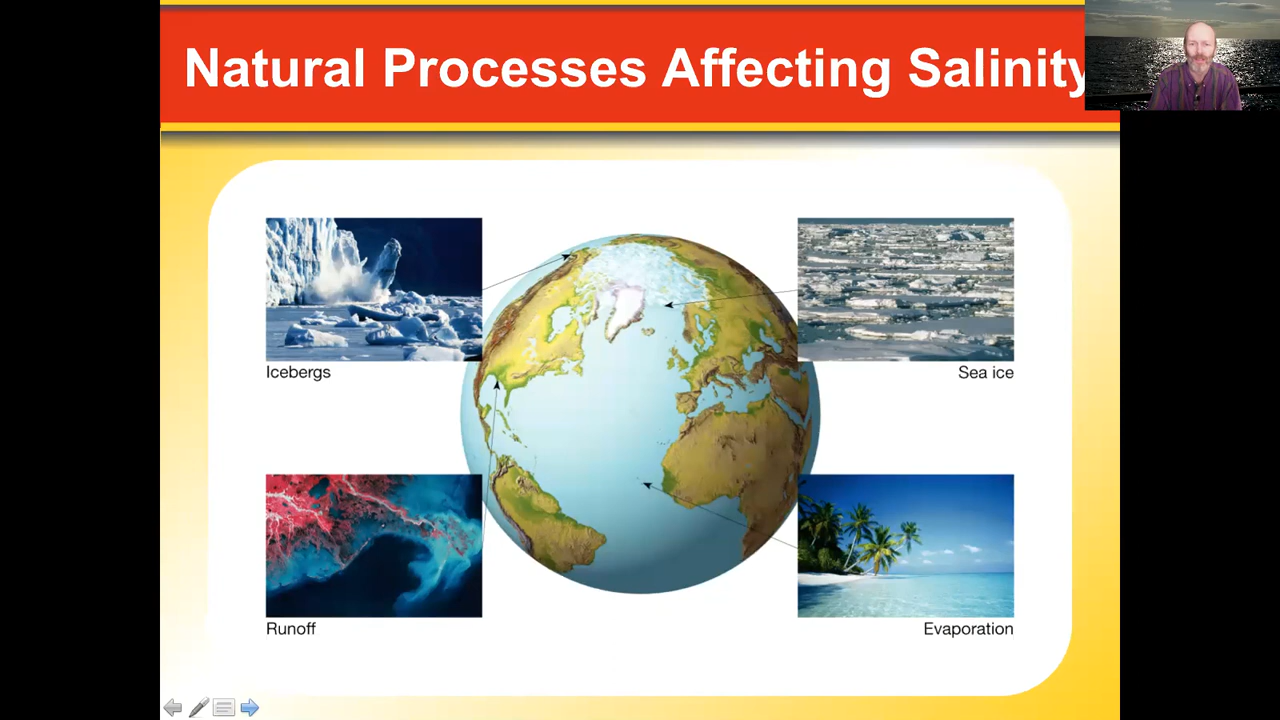 Natural Processes Affecting Salinity
Icebergs
Sea ice
Runoff
Evaporation